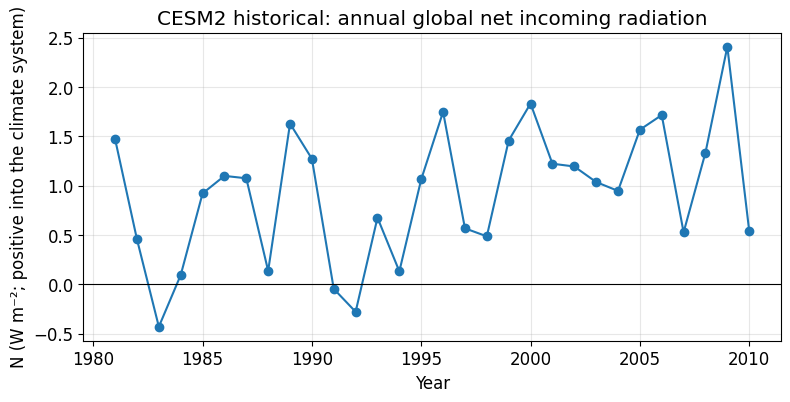 CESM2 historical: annual global net incoming radiation
N (W m⁻²; positive into the climate system)
2.5
2.0
1.5
1.0
0.5
0.0
−0.5
1980 1985 1990 1995 2000 2005 2010
Year